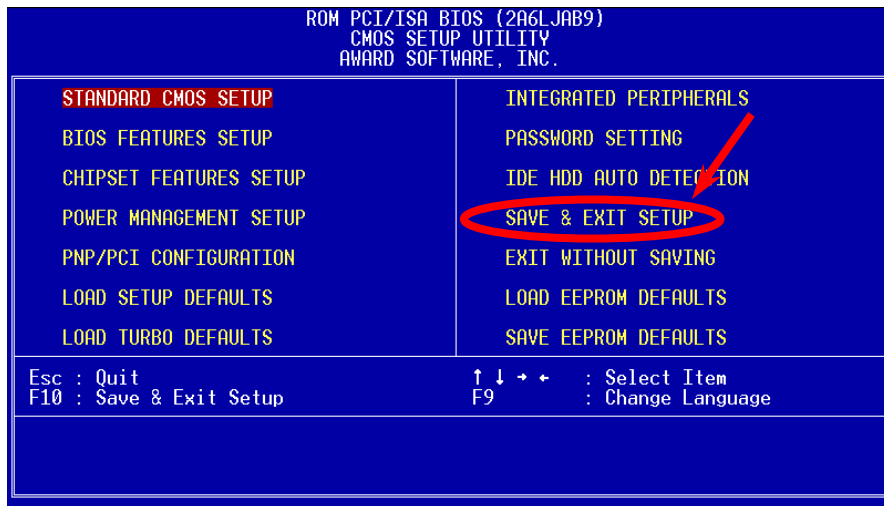 ROM PCI/ISA BIOS (2A6LJAB9)
CMOS SETUP UTILITY
AWARD SOFTWARE, INC.
STANDARD CMOS SETUP
BIOS FEATURES SETUP
CHIPSET FEATURES SETUP
POWER MANAGEMENT SETUP
PNP/PCI CONFIGURATION
LOAD SETUP DEFAULTS
LOAD TURBO DEFAULTS
INTEGRATED PERIPHERALS
PASSWORD SETTING
IDE HDD AUTO DETECTION
SAVE & EXIT SETUP
EXIT WITHOUT SAVING
LOAD EEPROM DEFAULTS
SAVE EEPROM DEFAULTS
Esc : Quit
F10 : Save & Exit Setup
↑ ↓ → ← : Select Item
F9 : Change Language